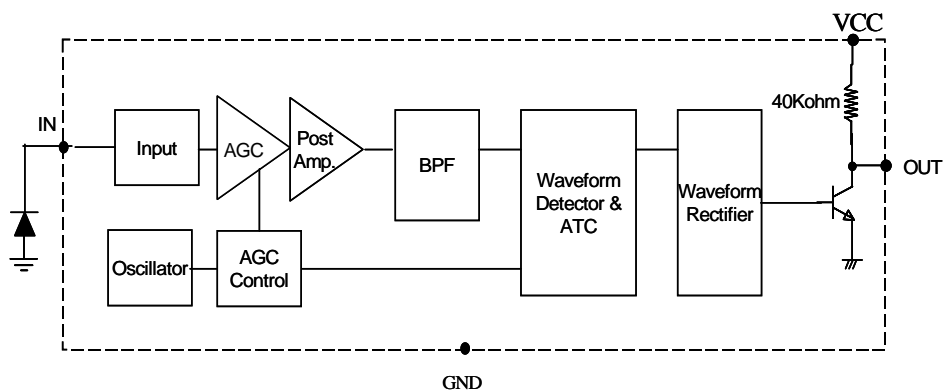 VCC
40Kohm
IN
Input
AGC
Post
Amp.
BPF
Waveform
Detector &
ATC
Waveform
Rectifier
OUT
Oscillator
AGC
Control
GND